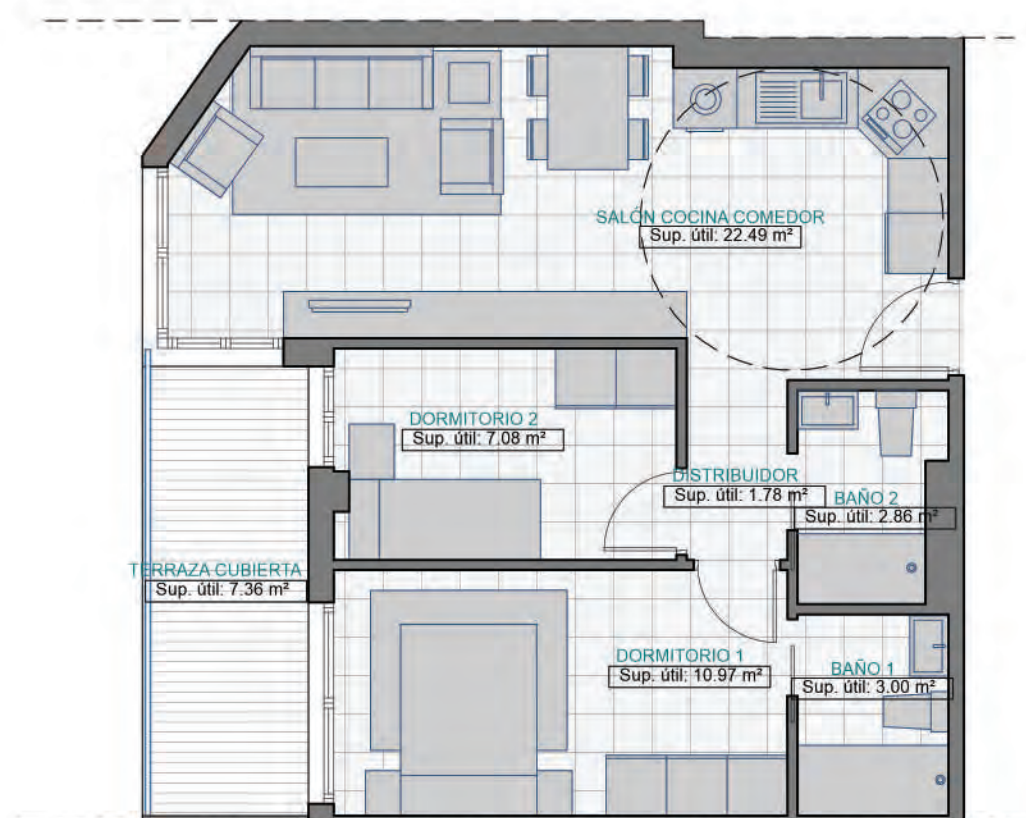 SALÓN COCINA COMEDOR
Sup. útil: 22.49 m²
DORMITORIO 2
Sup. útil: 7.08 m²
DISTRIBUIDOR
Sup. útil: 1.78 m²
BAÑO 2
Sup. útil: 2.86 m²
TERRAZA CUBIERTA
Sup. útil: 7.36 m²
DORMITORIO 1
Sup. útil: 10.97 m²
BAÑO 1
Sup. útil: 3.00 m²